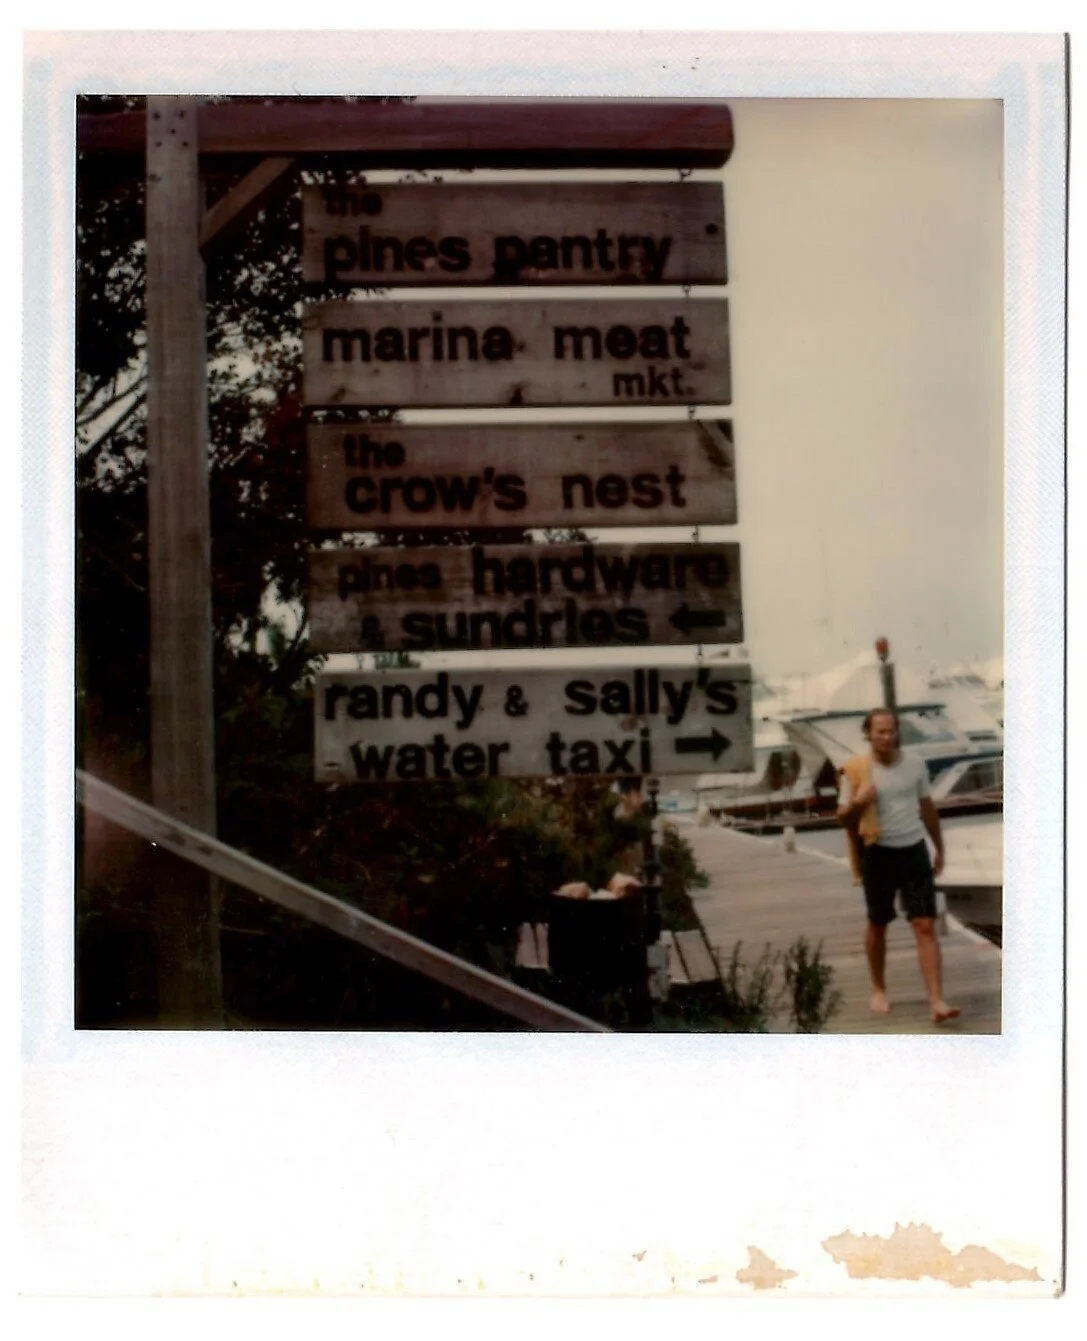 the
pines pantry
marina meat
mkt.
the
crow's nest
pines hardware
& sundries ←
randy & sally's
water taxi →